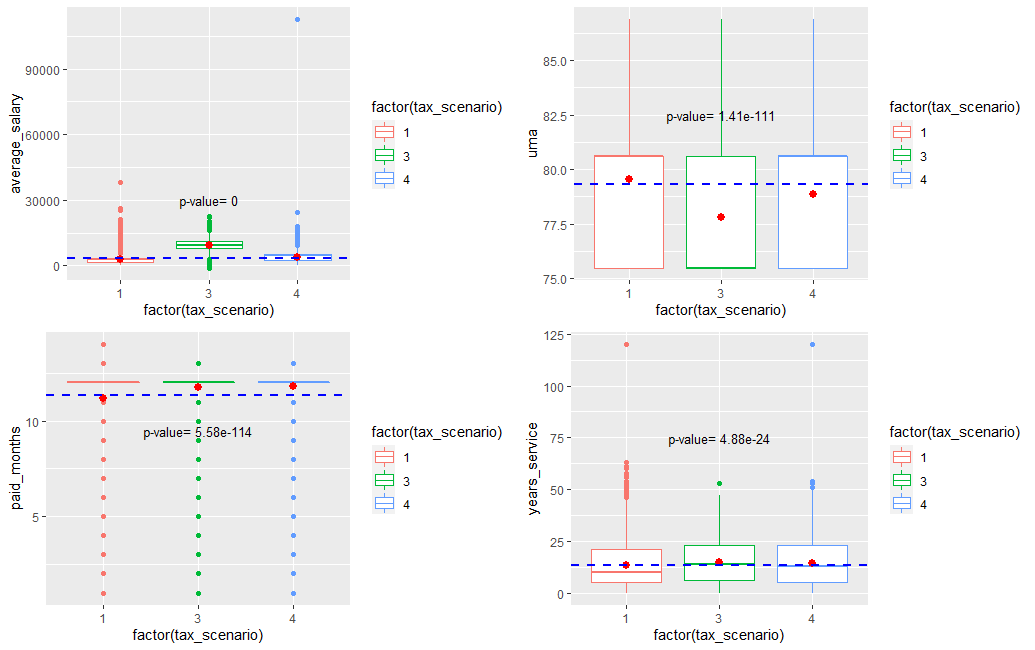 average_salary
90000
60000
30000
0
p-value= 0
1
3
4
factor(tax_scenario)
factor(tax_scenario)
1
3
4
uma
85.0
82.5
80.0
77.5
75.0
p-value= 1.41e-111
1
3
4
factor(tax_scenario)
factor(tax_scenario)
1
3
4
paid_months
10
5
p-value= 5.58e-114
1
3
4
factor(tax_scenario)
factor(tax_scenario)
1
3
4
years_service
125
100
75
50
25
0
p-value= 4.88e-24
1
3
4
factor(tax_scenario)
factor(tax_scenario)
1
3
4